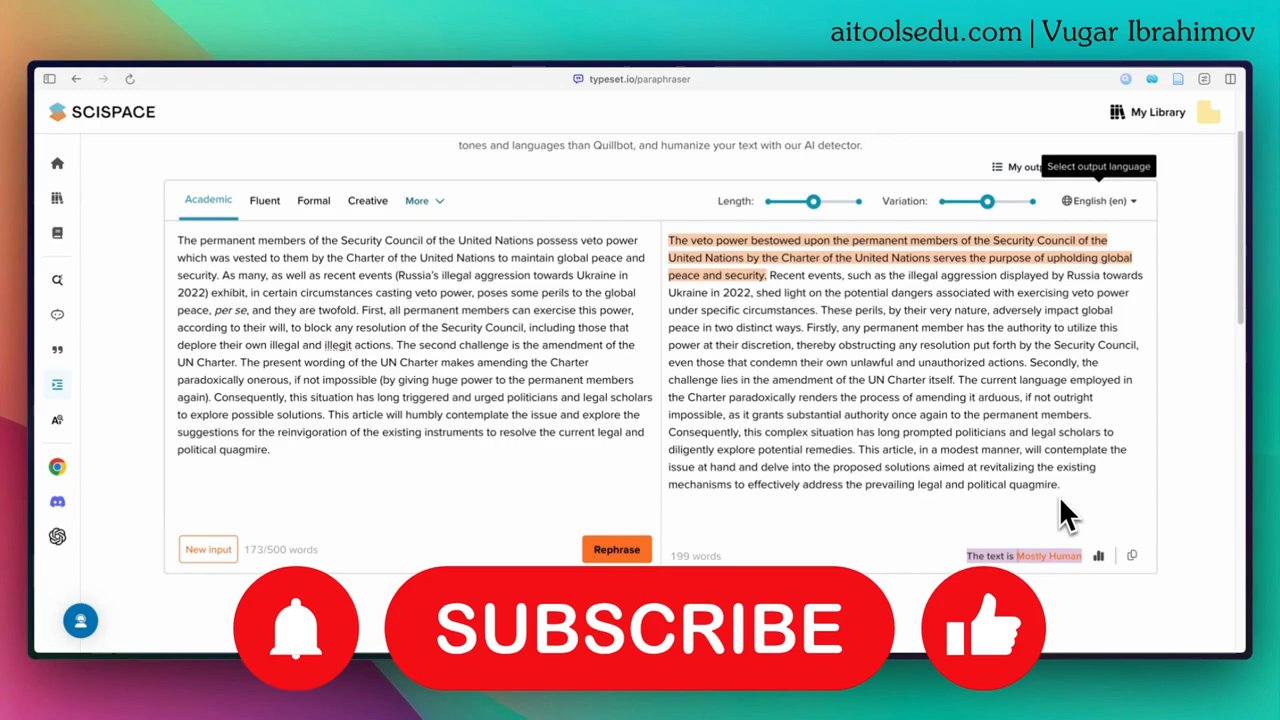 aitoolsedu.com | Vugar Ibrahimov
typeset.io/paraphraser
SCISPACE
My Library
tones and languages than Quillbot, and humanize your text with our AI detector.
My out
Select output language
Academic
Fluent
Formal
Creative
More
Length:
Variation:
English (en)
The permanent members of the Security Council of the United Nations possess veto power
which was vested to them by the Charter of the United Nations to maintain global peace and
security. As many, as well as recent events (Russia's illegal aggression towards Ukraine in
2022) exhibit, in certain circumstances casting veto power, poses some perils to the global
peace, per se, and they are twofold. First, all permanent members can exercise this power,
according to their will, to block any resolution of the Security Council, including those that
deplore their own illegal and illegit actions. The second challenge is the amendment of the
UN Charter. The present wording of the UN Charter makes amending the Charter
paradoxically onerous, if not impossible (by giving huge power to the permanent members
again). Consequently, this situation has long triggered and urged politicians and legal scholars
to explore possible solutions. This article will humbly contemplate the issue and explore the
suggestions for the reinvigoration of the existing instruments to resolve the current legal and
political quagmire.
New input
173/500 words
Rephrase
The veto power bestowed upon the permanent members of the Security Council of the
United Nations by the Charter of the United Nations serves the purpose of upholding global
peace and security. Recent events, such as the illegal aggression displayed by Russia towards
Ukraine in 2022, shed light on the potential dangers associated with exercising veto power
under specific circumstances. These perils, by their very nature, adversely impact global
peace in two distinct ways. Firstly, any permanent member has the authority to utilize this
power at their discretion, thereby obstructing any resolution put forth by the Security Council,
even those that condemn their own unlawful and unauthorized actions. Secondly, the
challenge lies in the amendment of the UN Charter itself. The current language employed in
the Charter paradoxically renders the process of amending it arduous, if not outright
impossible, as it grants substantial authority once again to the permanent members.
Consequently, this complex situation has long prompted politicians and legal scholars to
diligently explore potential remedies. This article, in a modest manner, will contemplate the
issue at hand and delve into the proposed solutions aimed at revitalizing the existing
mechanisms to effectively address the prevailing legal and political quagmire.
199 words
The text is Mostly Human
SUBSCRIBE